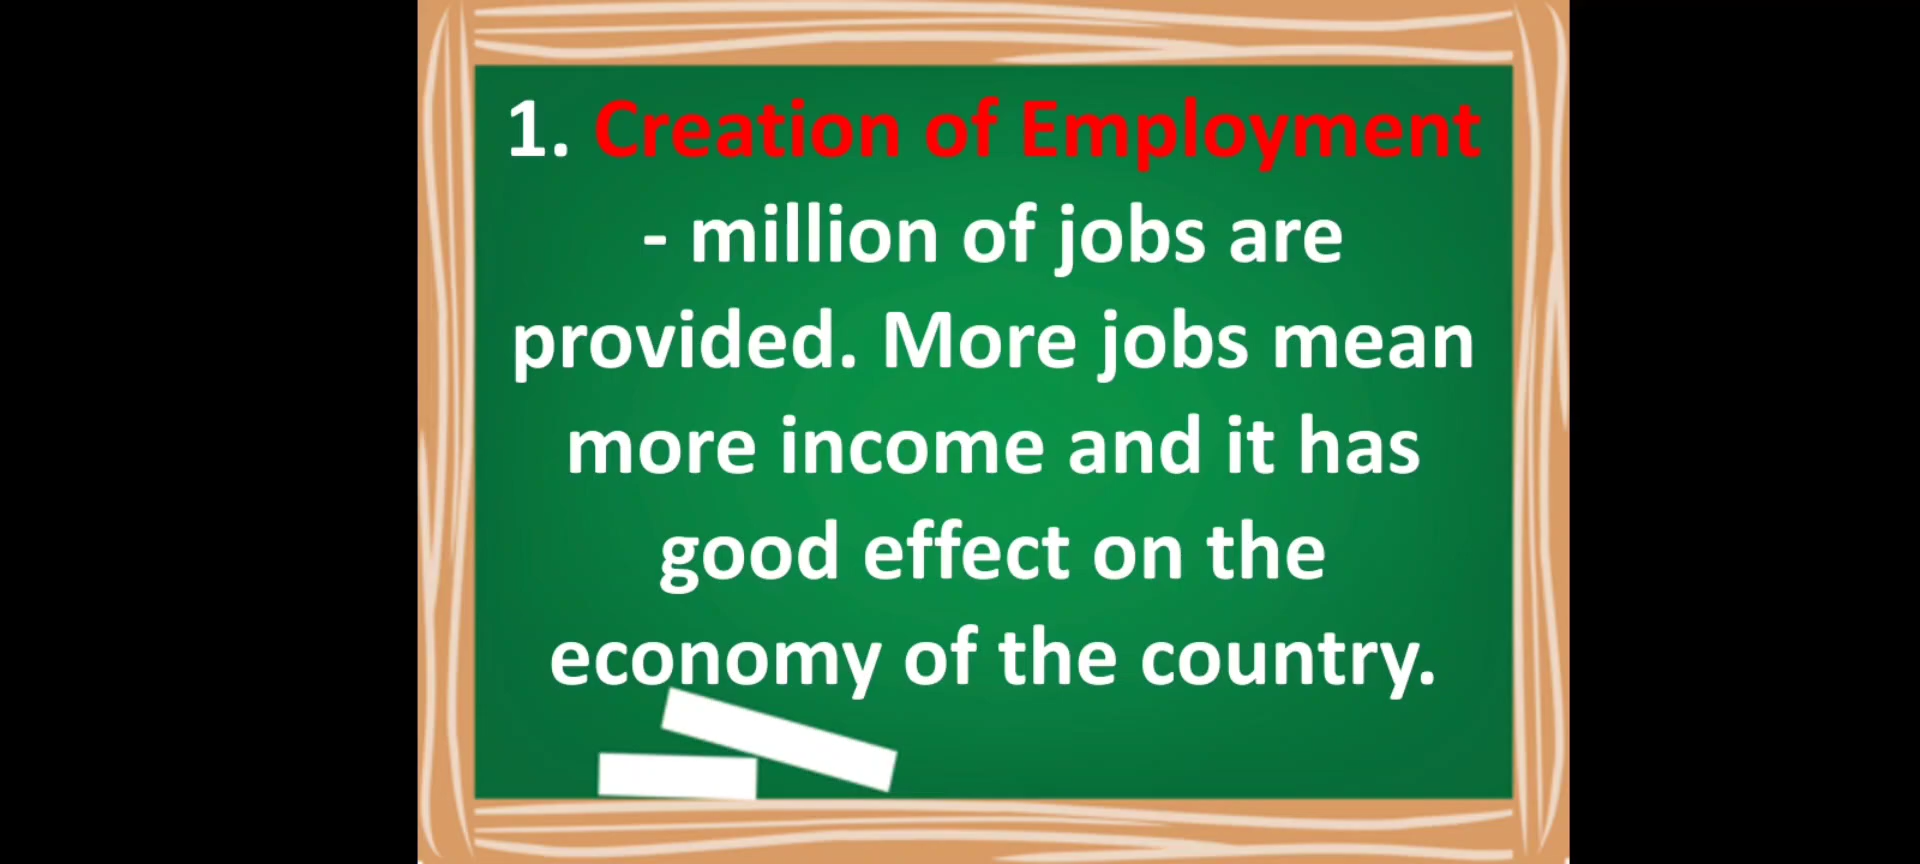 1. Creation of Employment
- million of jobs are
provided. More jobs mean
more income and it has
good effect on the
economy of the country.